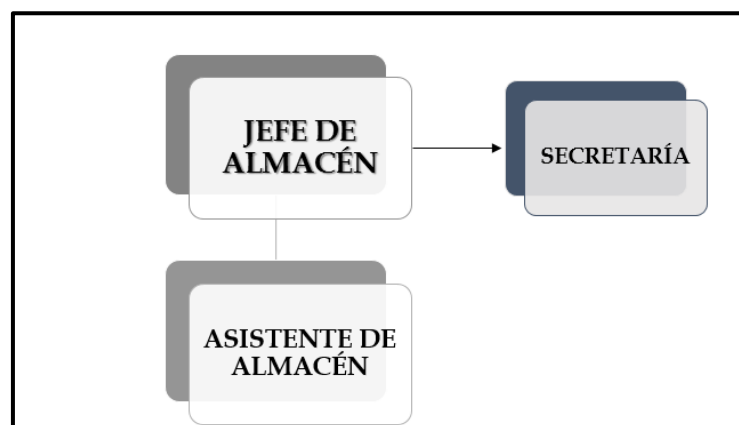 JEFE DE
ALMACÉN
SECRETARÍA
ASISTENTE DE
ALMACÉN